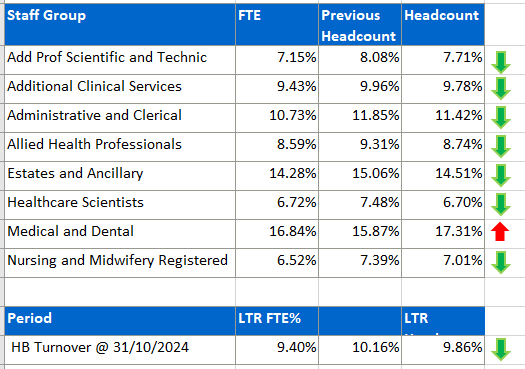 Staff Group FTE Previous Headcount Headcount
Add Prof Scientific and Technic 7.15% 8.08% 7.71%
Additional Clinical Services 9.43% 9.96% 9.78%
Administrative and Clerical 10.73% 11.85% 11.42%
Allied Health Professionals 8.59% 9.31% 8.74%
Estates and Ancillary 14.28% 15.06% 14.51%
Healthcare Scientists 6.72% 7.48% 6.70%
Medical and Dental 16.84% 15.87% 17.31%
Nursing and Midwifery Registered 6.52% 7.39% 7.01%
Period LTR FTE% LTR
HB Turnover @ 31/10/2024 9.40% 10.16% 9.86%